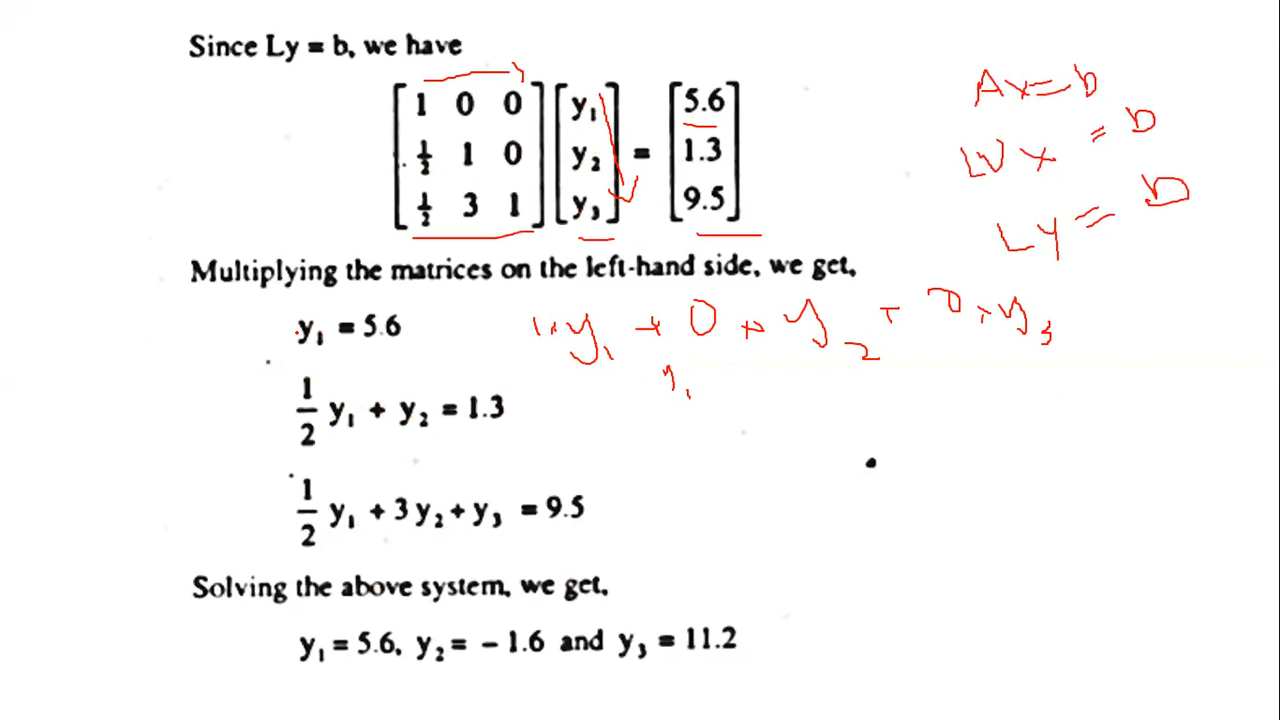 Since Ly = b, we have
[1 0 0] [y₁] [5.6]
[½ 1 0] [y₂] = [1.3]
[½ 3 1] [y₃] [9.5]
Ax = b
LUx = b
Ly = b
Multiplying the matrices on the left-hand side, we get,
y₁ = 5.6
1×y₁ + 0 × y₂ + 0×y₃
y₁
1/2 y₁ + y₂ = 1.3
1/2 y₁ + 3 y₂ + y₃ = 9.5
Solving the above system, we get,
y₁ = 5.6, y₂ = − 1.6 and y₃ = 11.2